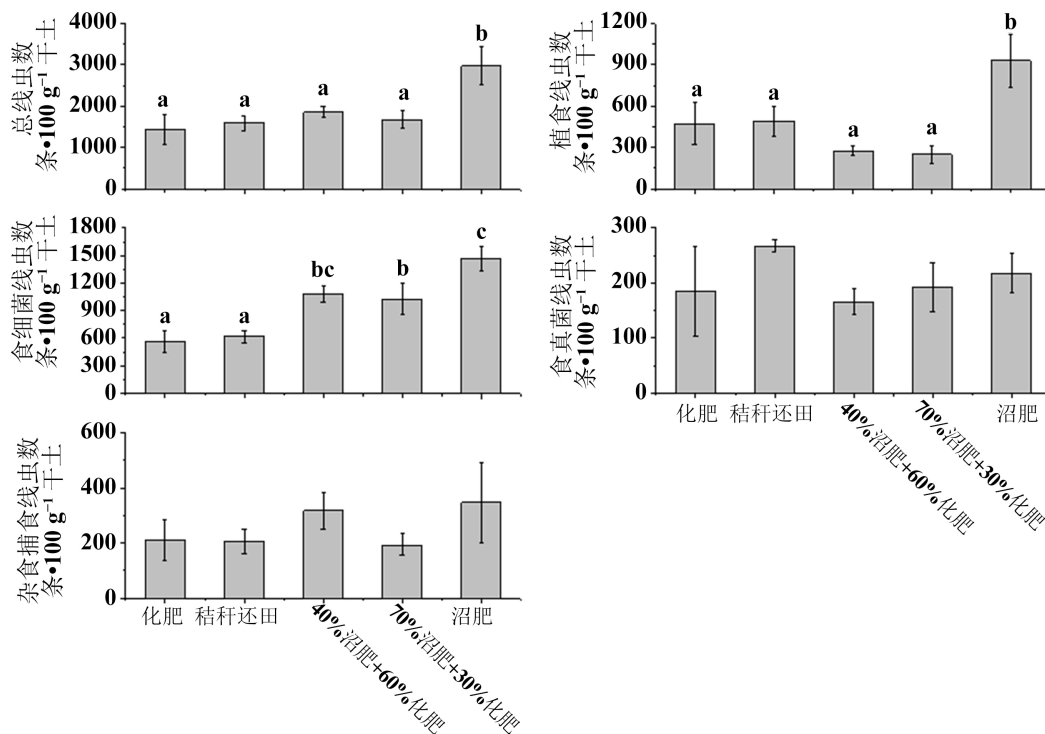 总线虫数
条•100 g⁻¹ 干土
4000
3000
2000
1000
0
a
a
a
a
b
植食线虫数
条•100 g⁻¹ 干土
1200
900
600
300
0
a
a
a
a
b
食细菌线虫数
条•100 g⁻¹ 干土
1800
1500
1200
900
600
300
0
a
a
bc
b
c
食真菌线虫数
条•100 g⁻¹ 干土
300
200
100
0
化肥
秸秆还田
40%沼肥+60%化肥
70%沼肥+30%化肥
沼肥
杂食捕食线虫数
条•100 g⁻¹ 干土
600
400
200
0
化肥
秸秆还田
40%沼肥+60%化肥
70%沼肥+30%化肥
沼肥